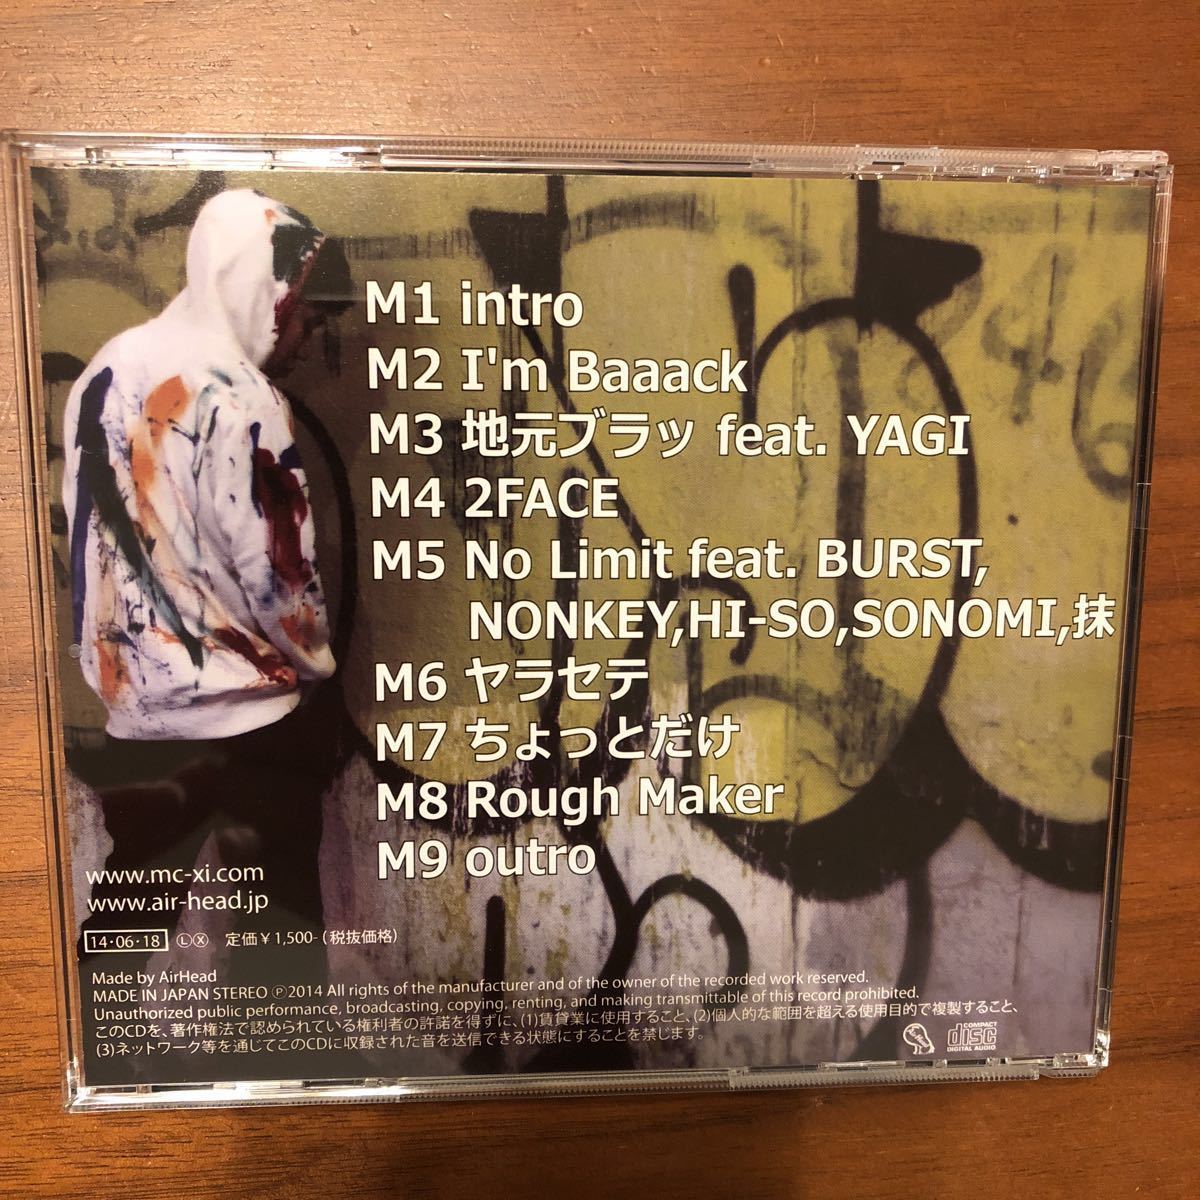 M1 intro
M2 I'm Baaack
M3 地元ブラッ feat. YAGI
M4 2FACE
M5 No Limit feat. BURST,
NONKEY,HI-SO,SONOMI,抹
M6 ヤラセテ
M7 ちょっとだけ
M8 Rough Maker
M9 outro
www.mc-xi.com
www.air-head.jp
14・06・18 Ⓛ Ⓧ 定価￥1,500-（税抜価格）
Made by AirHead
MADE IN JAPAN STEREO Ⓟ2014 All rights of the manufacturer and of the owner of the recorded work reserved.
Unauthorized public performance, broadcasting, copying, renting, and making transmittable of this record prohibited.
このCDを、著作権法で認められている権利者の許諾を得ずに、(1)賃貸業に使用すること、(2)個人的な範囲を超える使用目的で複製すること、
(3)ネットワーク等を通じてこのCDに収録された音を送信できる状態にすることを禁じます。
COMPACT
disc
DIGITAL AUDIO